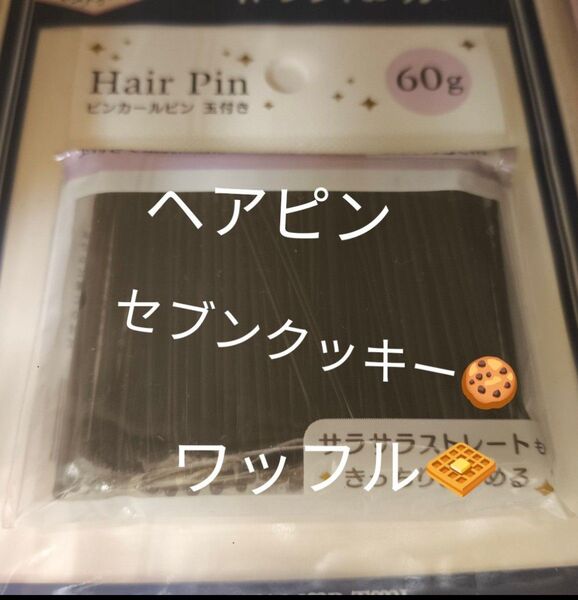 Hair Pin
60g
ピンカールピン 玉付き
ヘアピン
セブンクッキー🍪
ワッフル🧇
サラサラストレートも